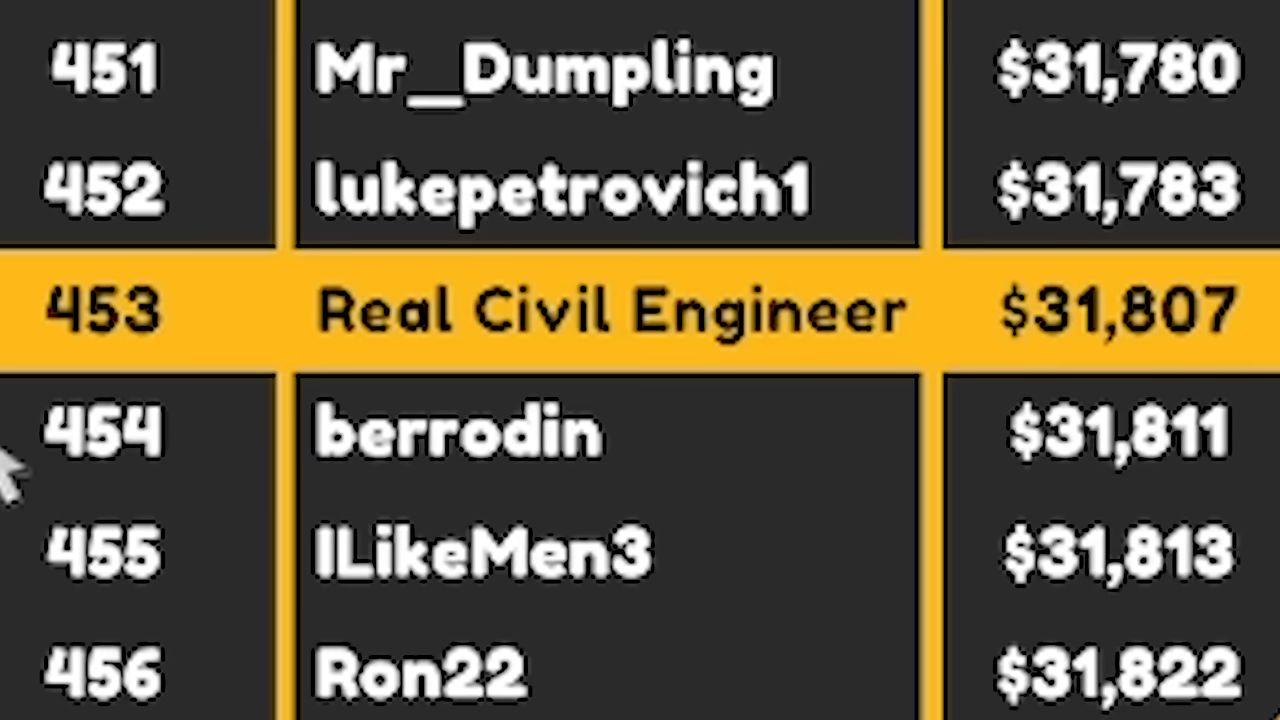 451 Mr__Dumpling $31,780
452 lukepetrovich1 $31,783
453 Real Civil Engineer $31,807
454 berrodin $31,811
455 ILikeMen3 $31,813
456 Ron22 $31,822